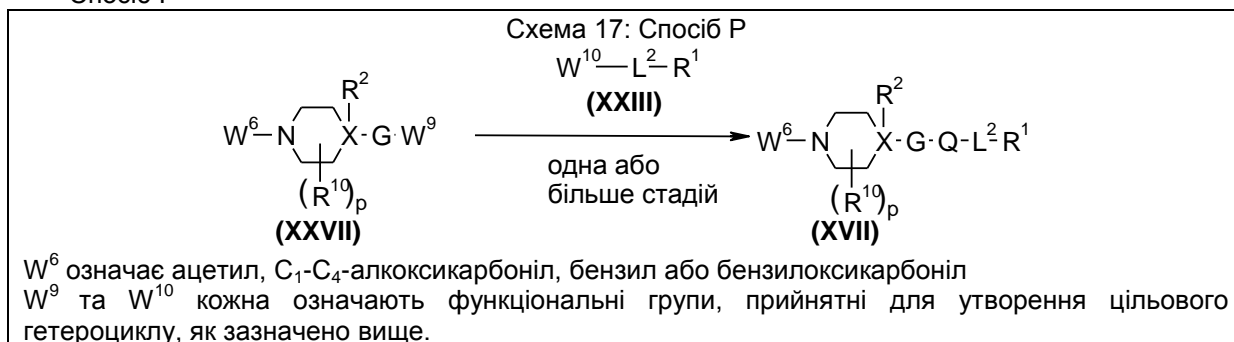 Спосіб P
Схема 17: Спосіб P
W¹⁰—L²—R¹
(XXIII)
W⁶—N X-G-W⁹ R² (R¹⁰)p
(XXVII)
одна або
більше стадій
W⁶—N X-G-Q-L²-R¹ R² (R¹⁰)p
(XVII)
W⁶ означає ацетил, C₁-C₄-алкоксикарбоніл, бензил або бензилоксикарбоніл
W⁹ та W¹⁰ кожна означають функціональні групи, прийнятні для утворення цільового
гетероциклу, як зазначено вище.